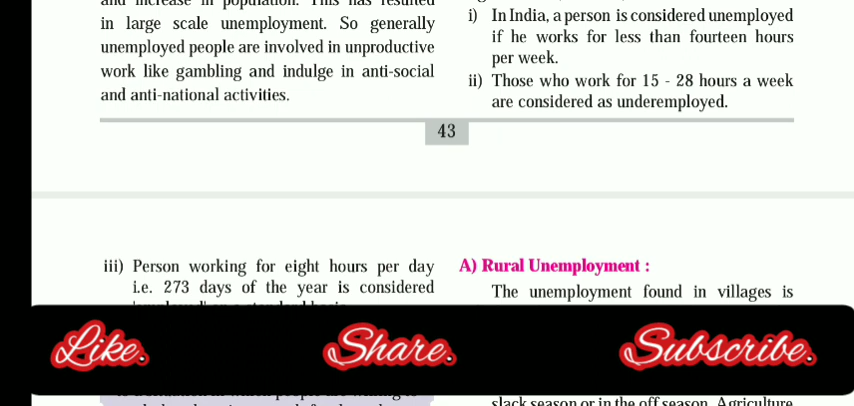 and increase in population. This has resulted
in large scale unemployment. So generally
unemployed people are involved in unproductive
work like gambling and indulge in anti-social
and anti-national activities.
i) In India, a person is considered unemployed
if he works for less than fourteen hours
per week.
ii) Those who work for 15 - 28 hours a week
are considered as underemployed.
43
iii) Person working for eight hours per day
i.e. 273 days of the year is considered
A) Rural Unemployment :
The unemployment found in villages is
slack season or in the off season. Agriculture
Like.
Share.
Subscribe.